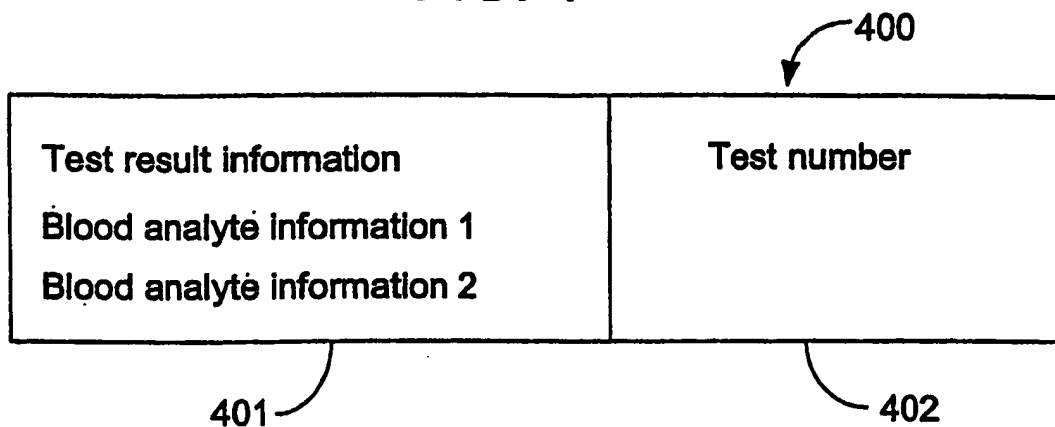 400
Test result information
Test number
Blood analyte information 1
Blood analyte information 2
401
402